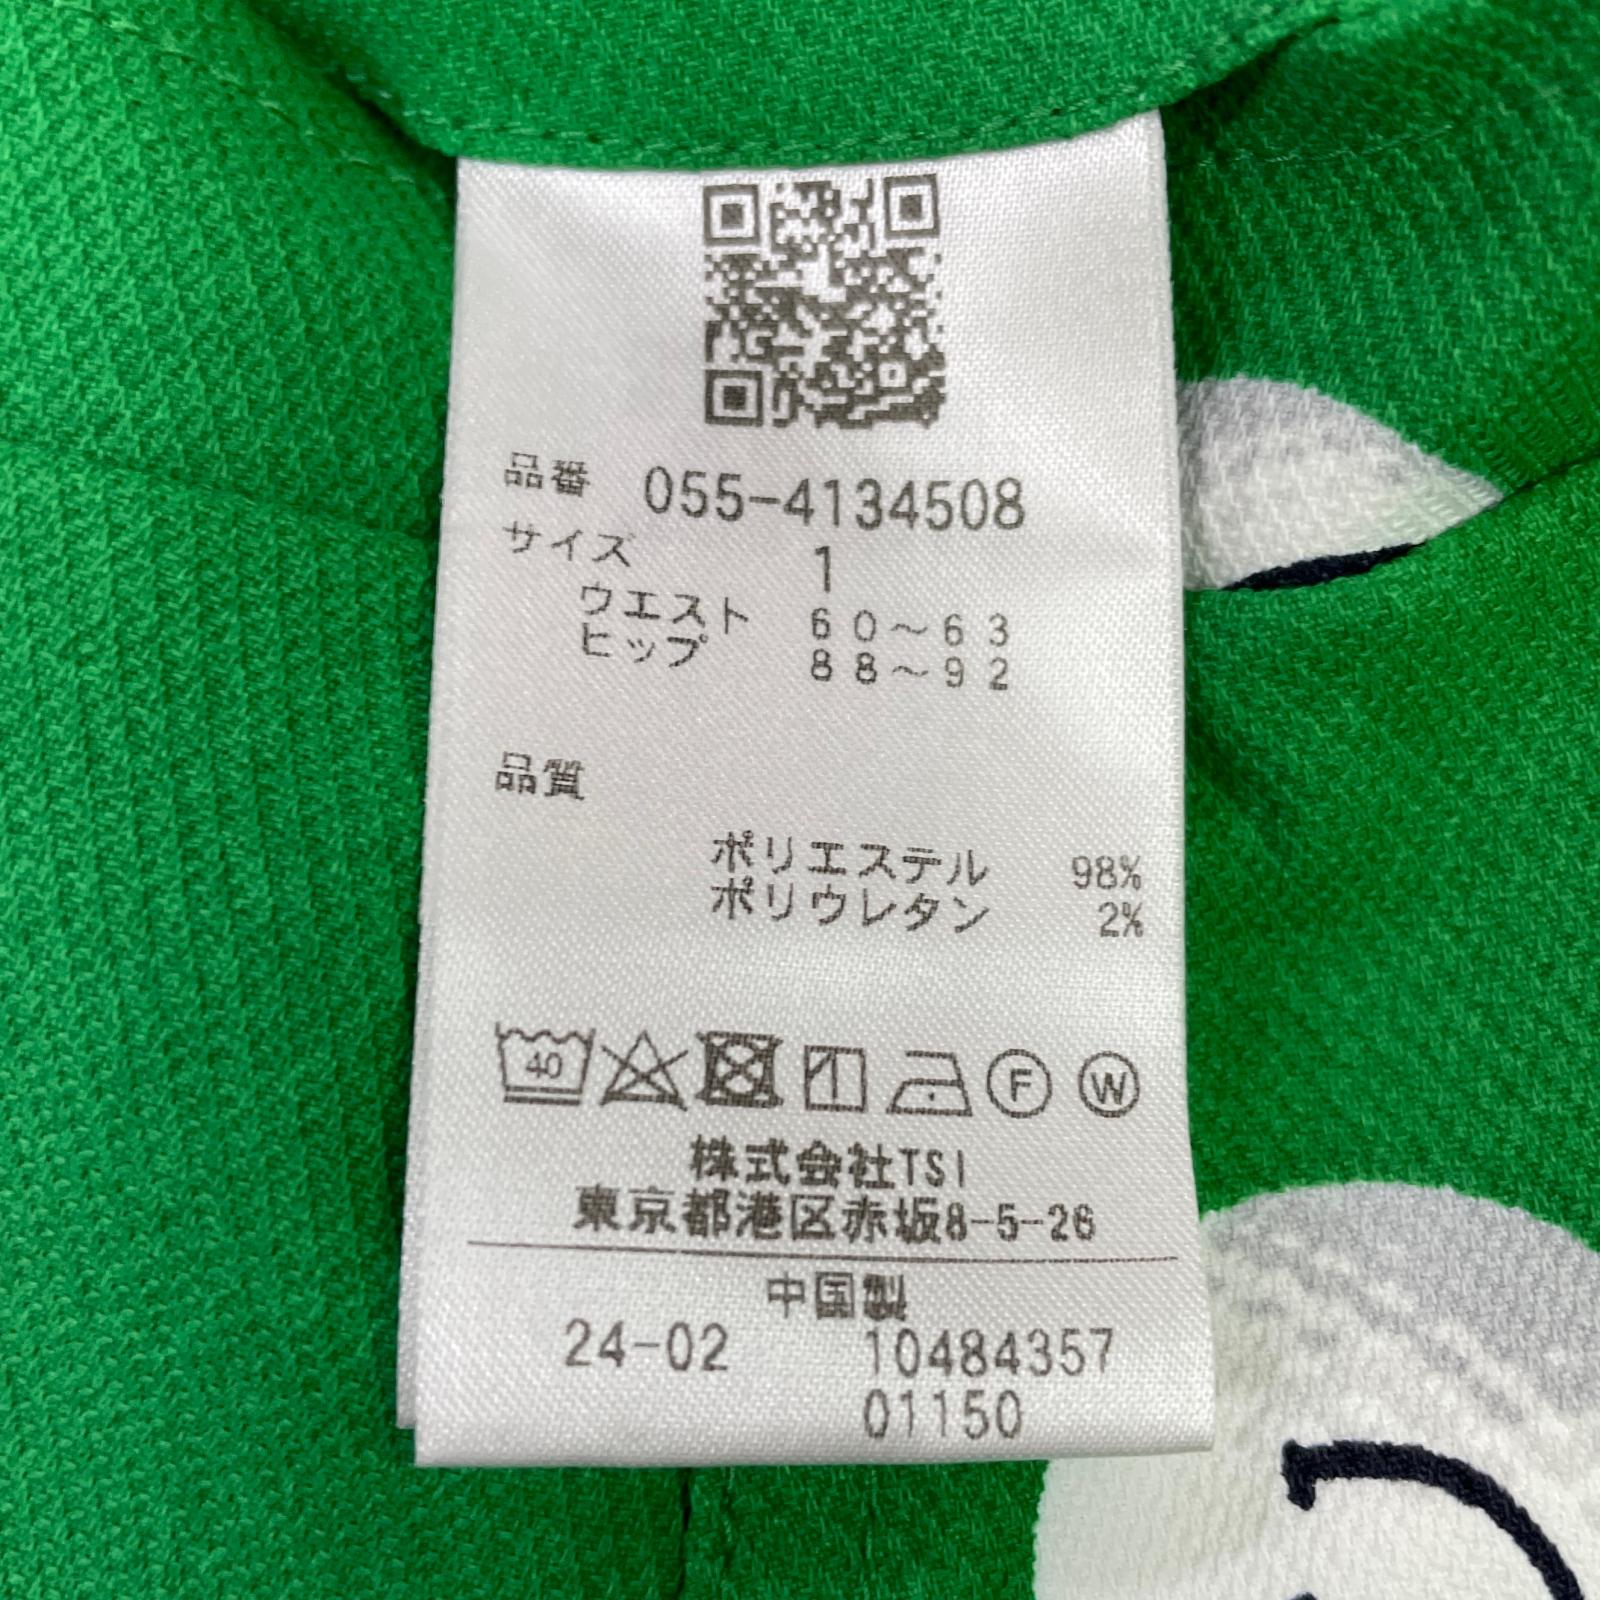 品番 055-4134508
サイズ 1
ウエスト 60~63
ヒップ 88~92
品質
ポリエステル 98%
ポリウレタン 2%
40 F W
株式会社TSI
東京都港区赤坂8-5-26
中国製
24-02 10484357
01150